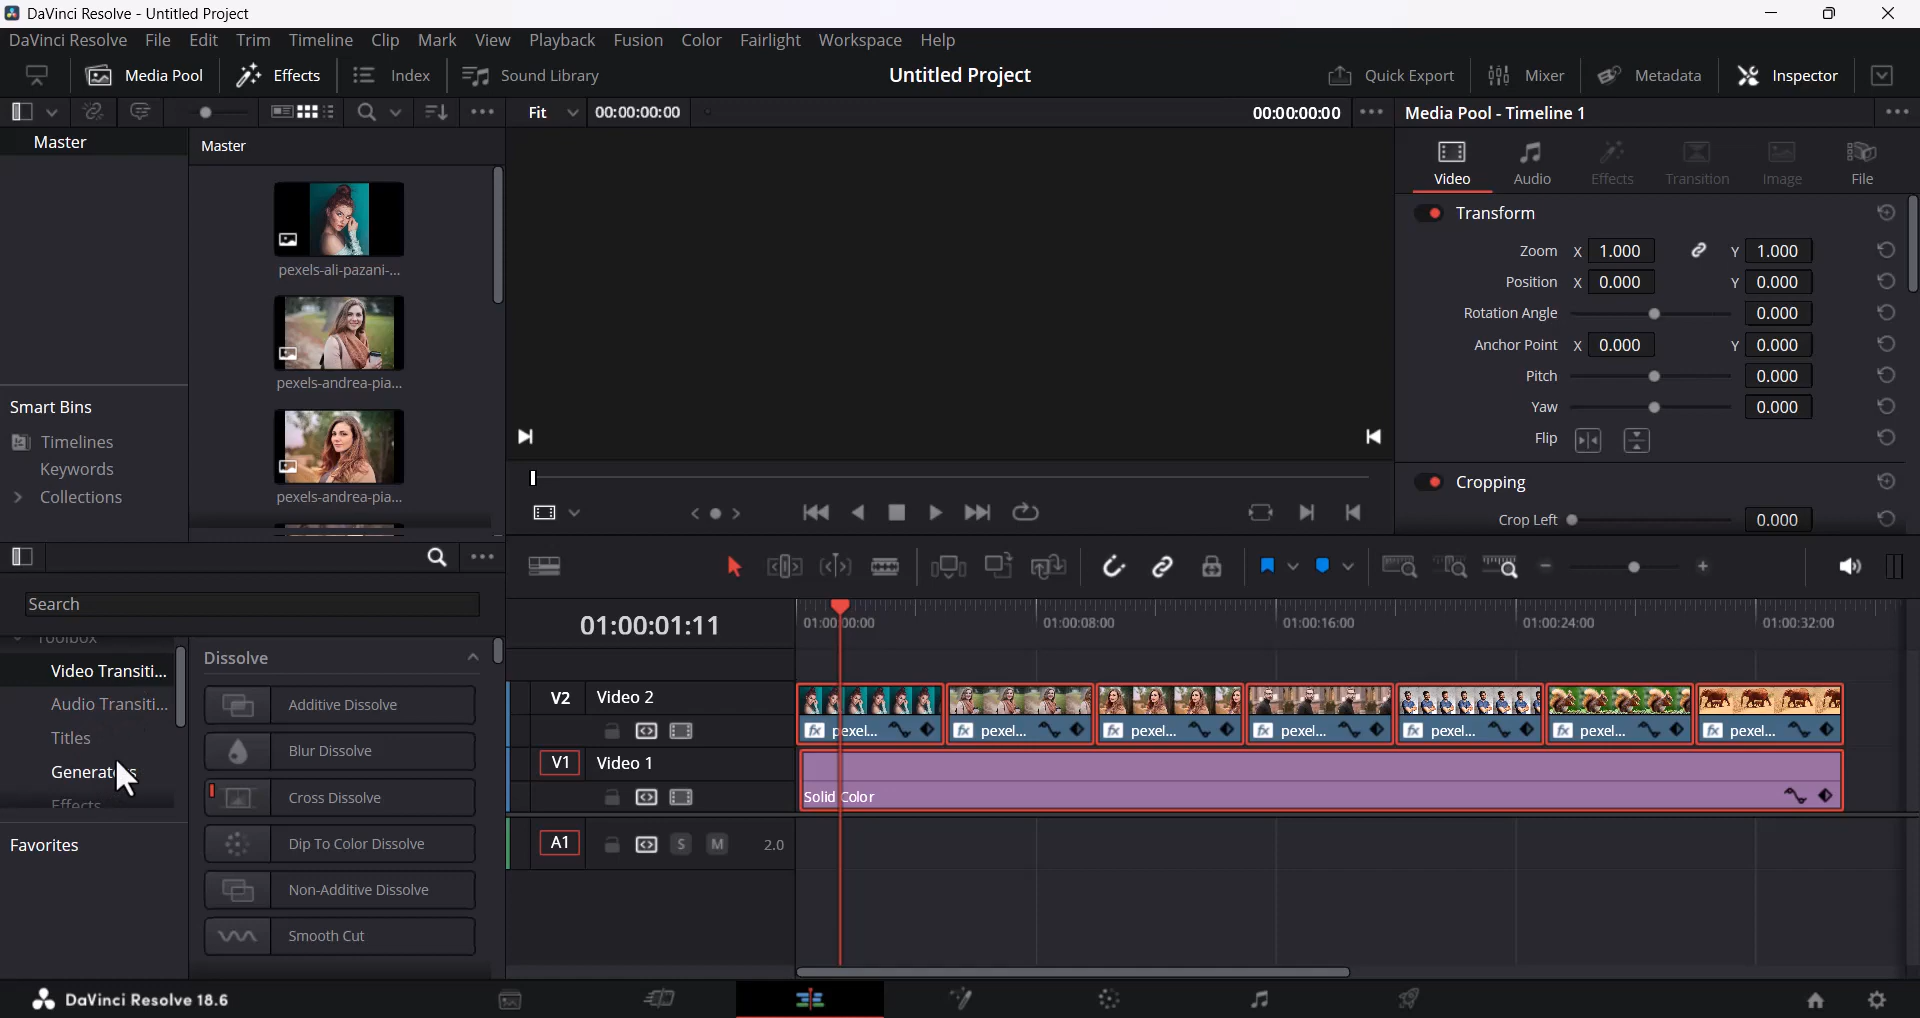 DaVinci Resolve - Untitled Project
DaVinci Resolve File Edit Trim Timeline Clip Mark View Playback Fusion Color Fairlight Workspace Help
Media Pool Effects Index Sound Library Untitled Project Quick Export Mixer Metadata Inspector
Fit 00:00:00:00 00:00:00:00 Media Pool - Timeline 1
Master
Master
pexels-ali-pazani-...
pexels-andrea-pia...
pexels-andrea-pia...
Smart Bins
Timelines
Keywords
Collections
Video Audio Effects Transition Image File
Transform
Zoom X 1.000 Y 1.000
Position X 0.000 Y 0.000
Rotation Angle 0.000
Anchor Point X 0.000 Y 0.000
Pitch 0.000
Yaw 0.000
Flip
Cropping
Crop Left 0.000
Search
Toolbox
Video Transiti...
Audio Transiti...
Titles
Generators
Effects
Favorites
Dissolve
Additive Dissolve
Blur Dissolve
Cross Dissolve
Dip To Color Dissolve
Non-Additive Dissolve
Smooth Cut
01:00:01:11
01:00:00:00 01:00:08:00 01:00:16:00 01:00:24:00 01:00:32:00
V2 Video 2
fx pexel... fx pexel... fx pexel... fx pexel... fx pexel... fx pexel... fx pexel...
V1 Video 1
Solid Color
A1 S M 2.0
DaVinci Resolve 18.6